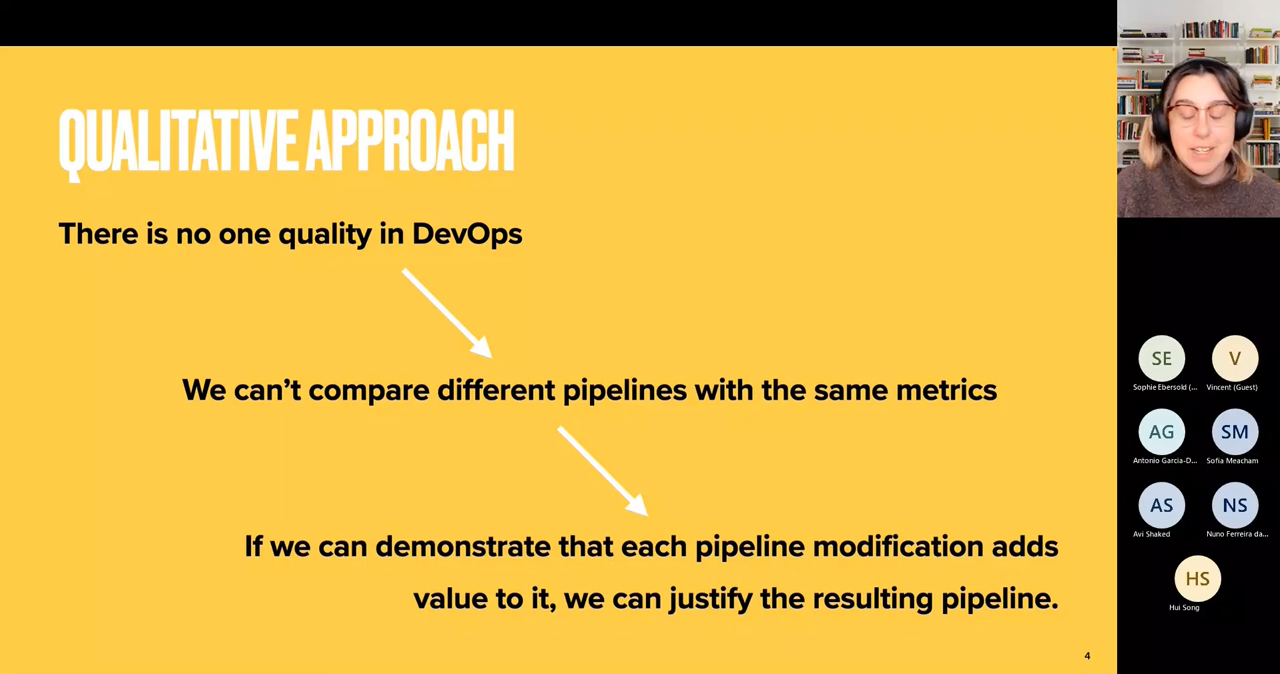 QUALITATIVE APPROACH
There is no one quality in DevOps
We can’t compare different pipelines with the same metrics
If we can demonstrate that each pipeline modification adds
value to it, we can justify the resulting pipeline.
4
SE
V
Sophie Ebersold (...
Vincent (Guest)
AG
SM
Antonio Garcia-D...
Sofia Meacham
AS
NS
Avi Shaked
Nuno Ferreira da...
HS
Hui Song